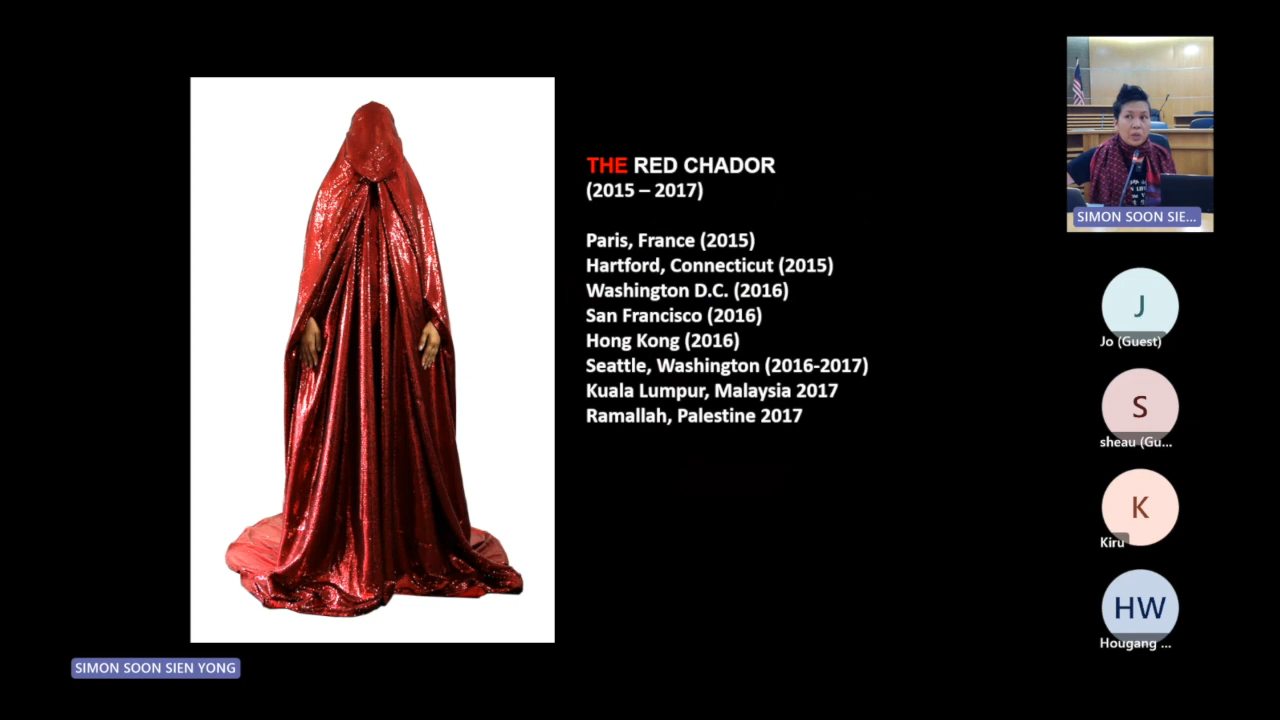 THE RED CHADOR
(2015 – 2017)
Paris, France (2015)
Hartford, Connecticut (2015)
Washington D.C. (2016)
San Francisco (2016)
Hong Kong (2016)
Seattle, Washington (2016-2017)
Kuala Lumpur, Malaysia 2017
Ramallah, Palestine 2017
SIMON SOON SIE...
J
Jo (Guest)
S
sheau (Gu...
K
Kiru
HW
Hougang ...
SIMON SOON SIEN YONG